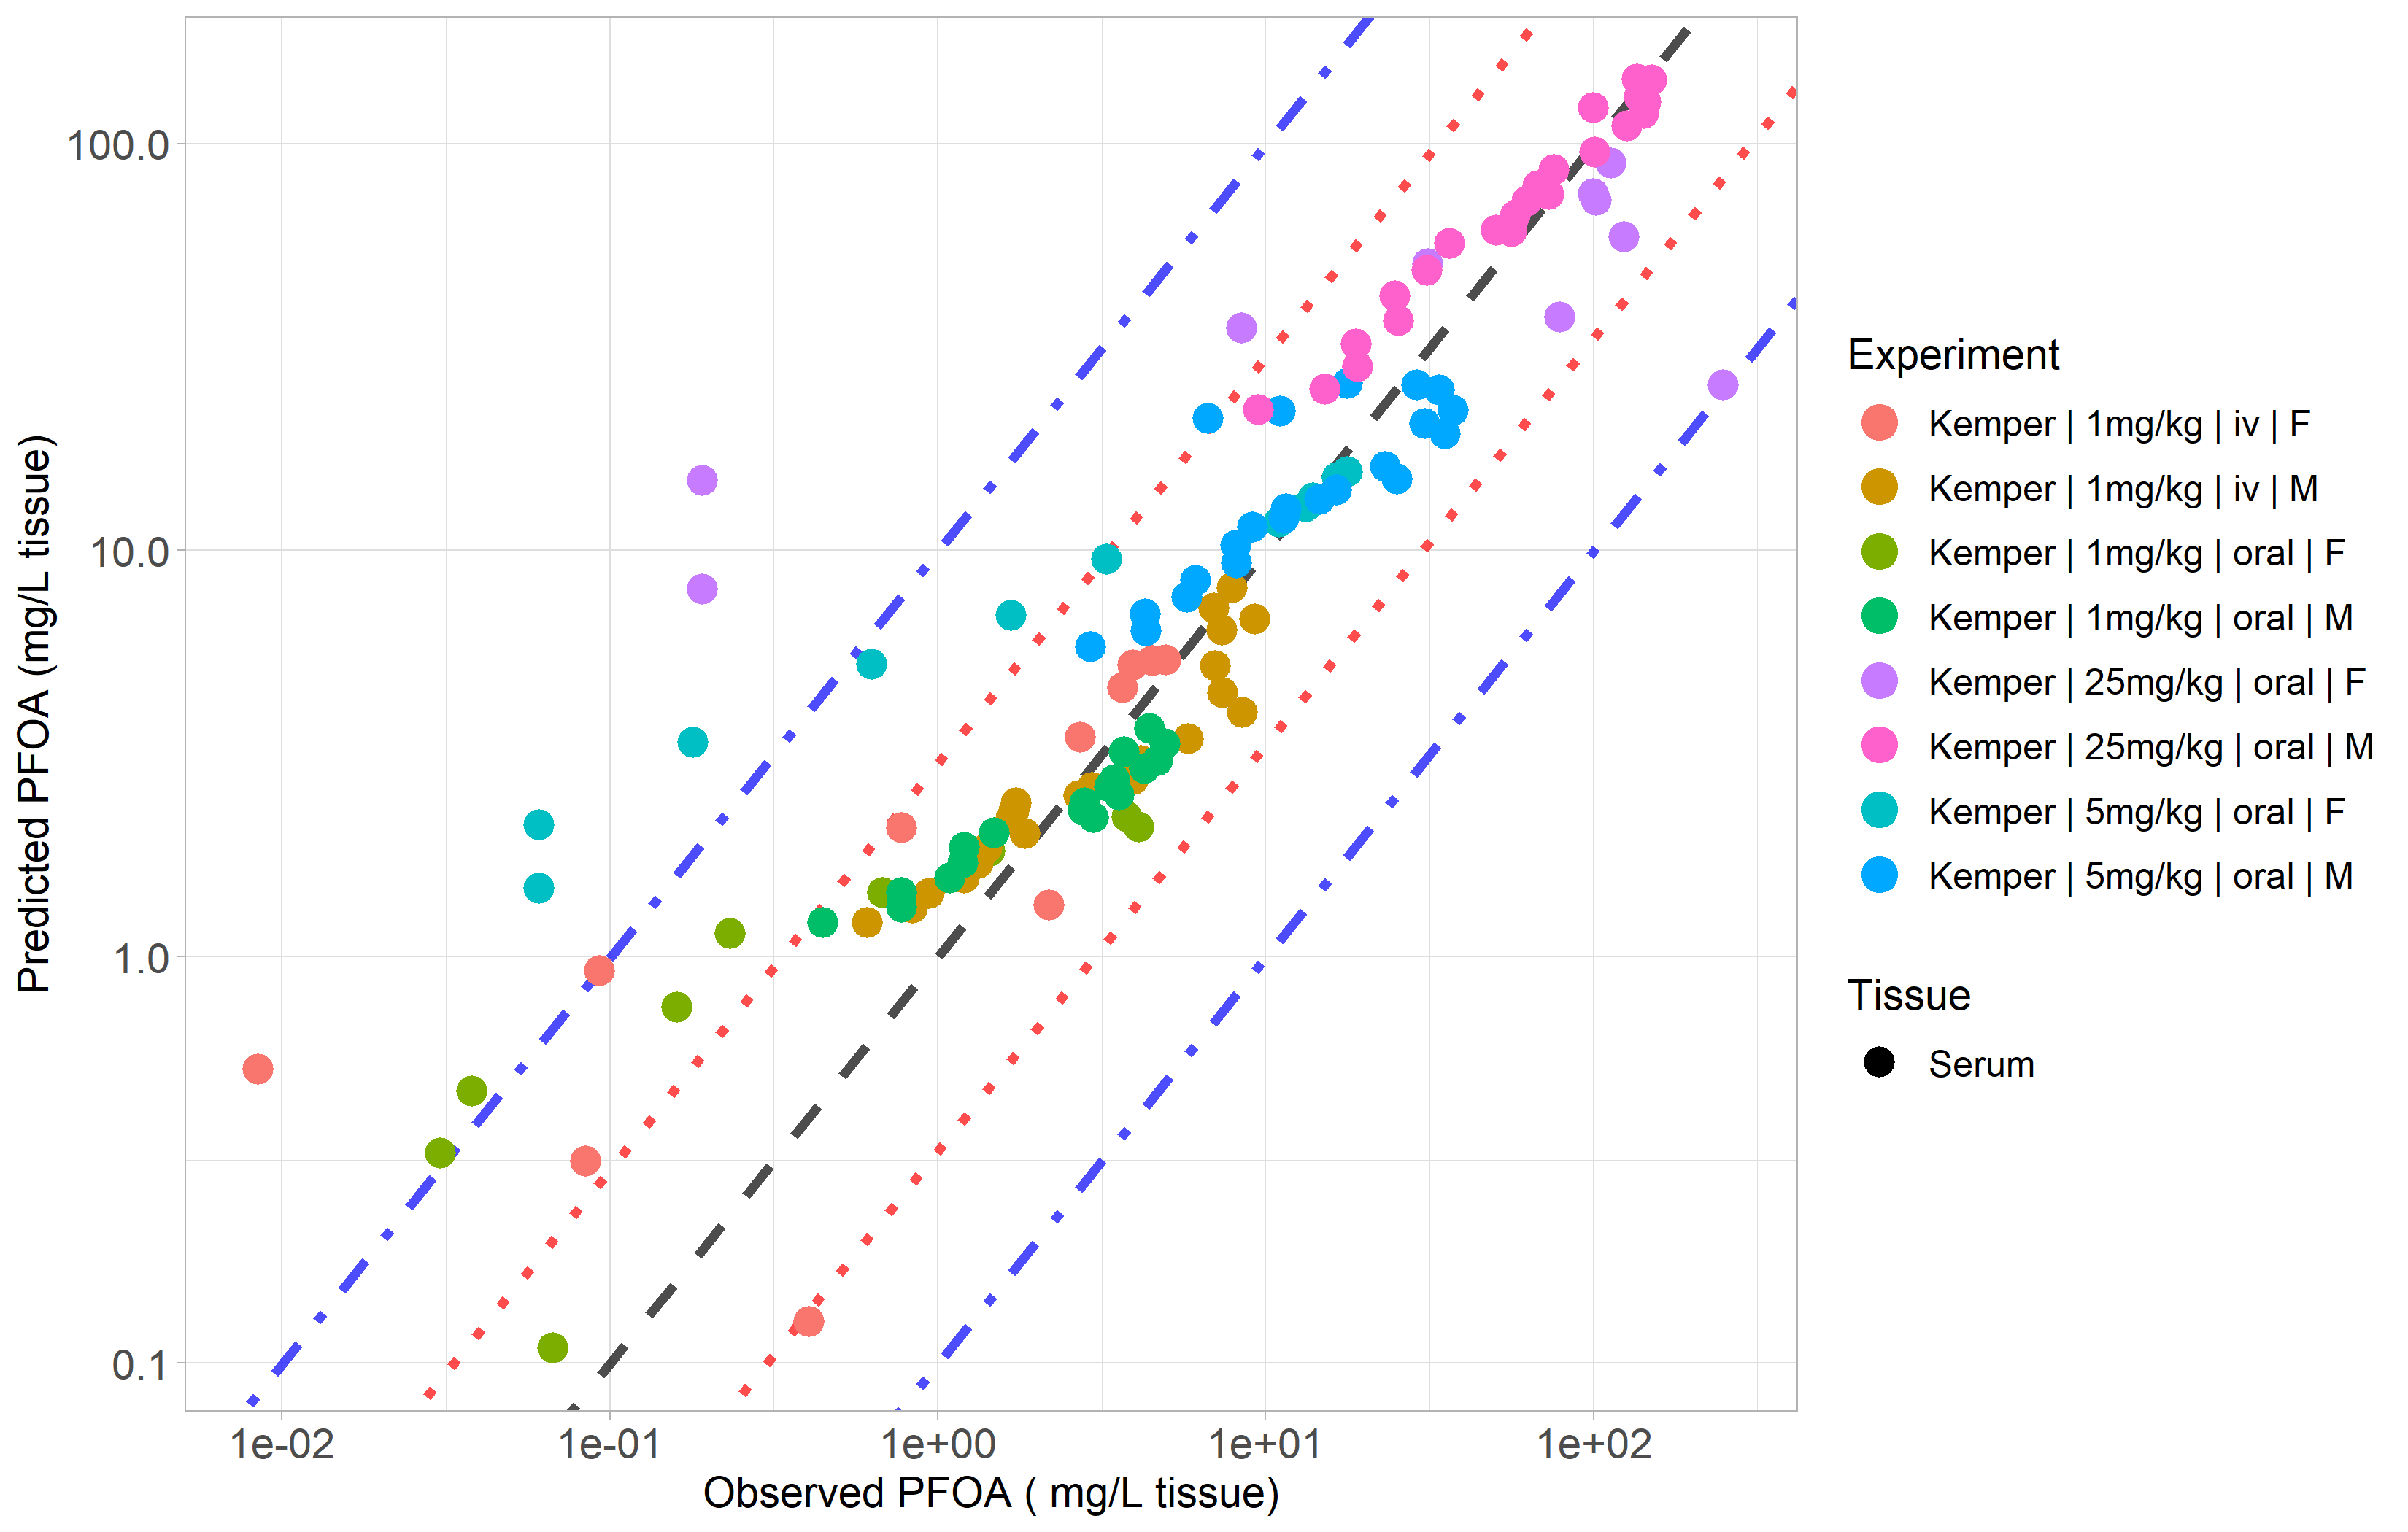 Predicted PFOA (mg/L tissue)
100.0
10.0
1.0
0.1
1e-02
1e-01
1e+00
1e+01
1e+02
Observed PFOA ( mg/L tissue)
Experiment
Kemper | 1mg/kg | iv | F
Kemper | 1mg/kg | iv | M
Kemper | 1mg/kg | oral | F
Kemper | 1mg/kg | oral | M
Kemper | 25mg/kg | oral | F
Kemper | 25mg/kg | oral | M
Kemper | 5mg/kg | oral | F
Kemper | 5mg/kg | oral | M
Tissue
Serum